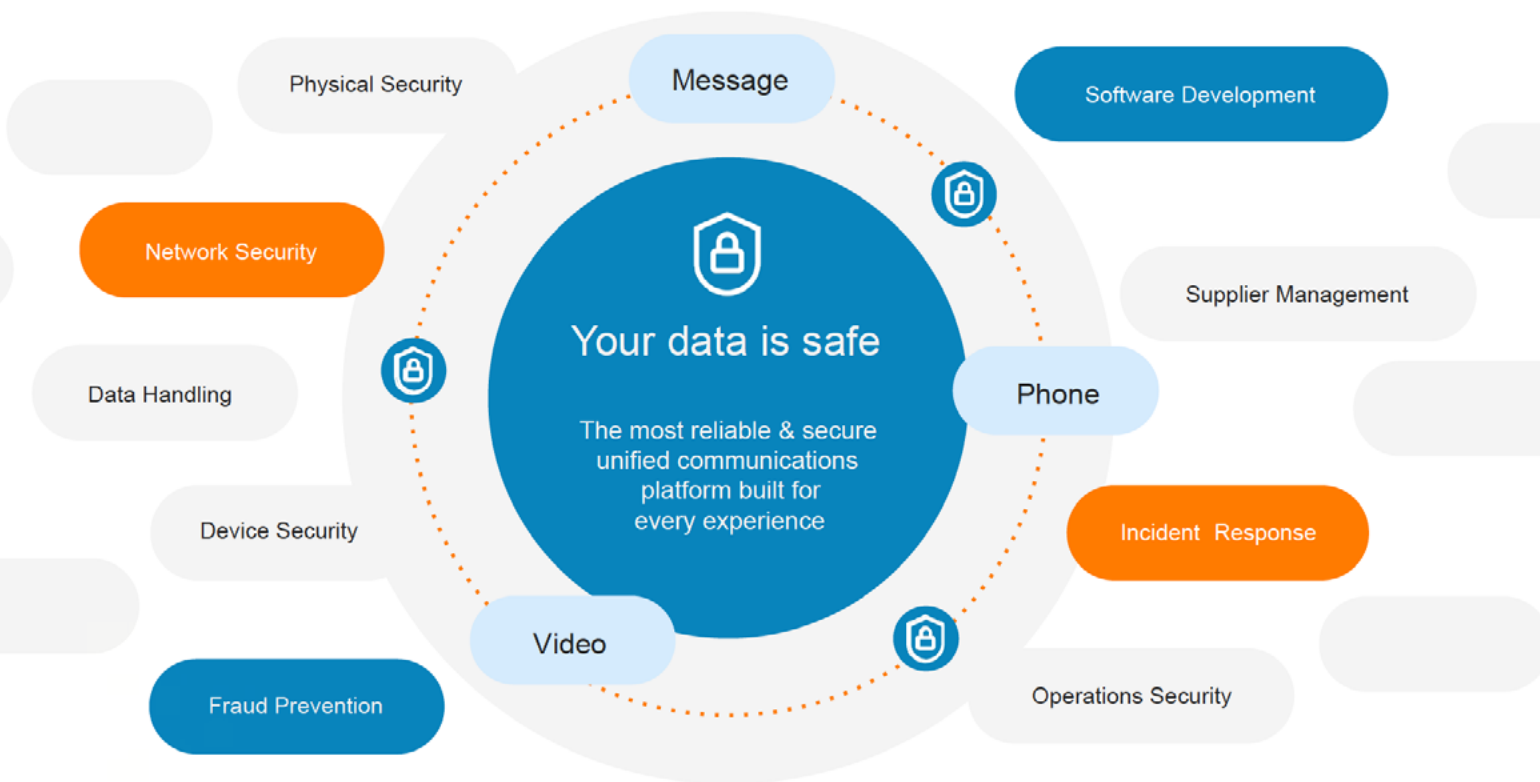 Physical Security
Message
Software Development
Network Security
Your data is safe
Supplier Management
Data Handling
Phone
The most reliable & secure
unified communications
platform built for
every experience
Device Security
Incident Response
Video
Fraud Prevention
Operations Security